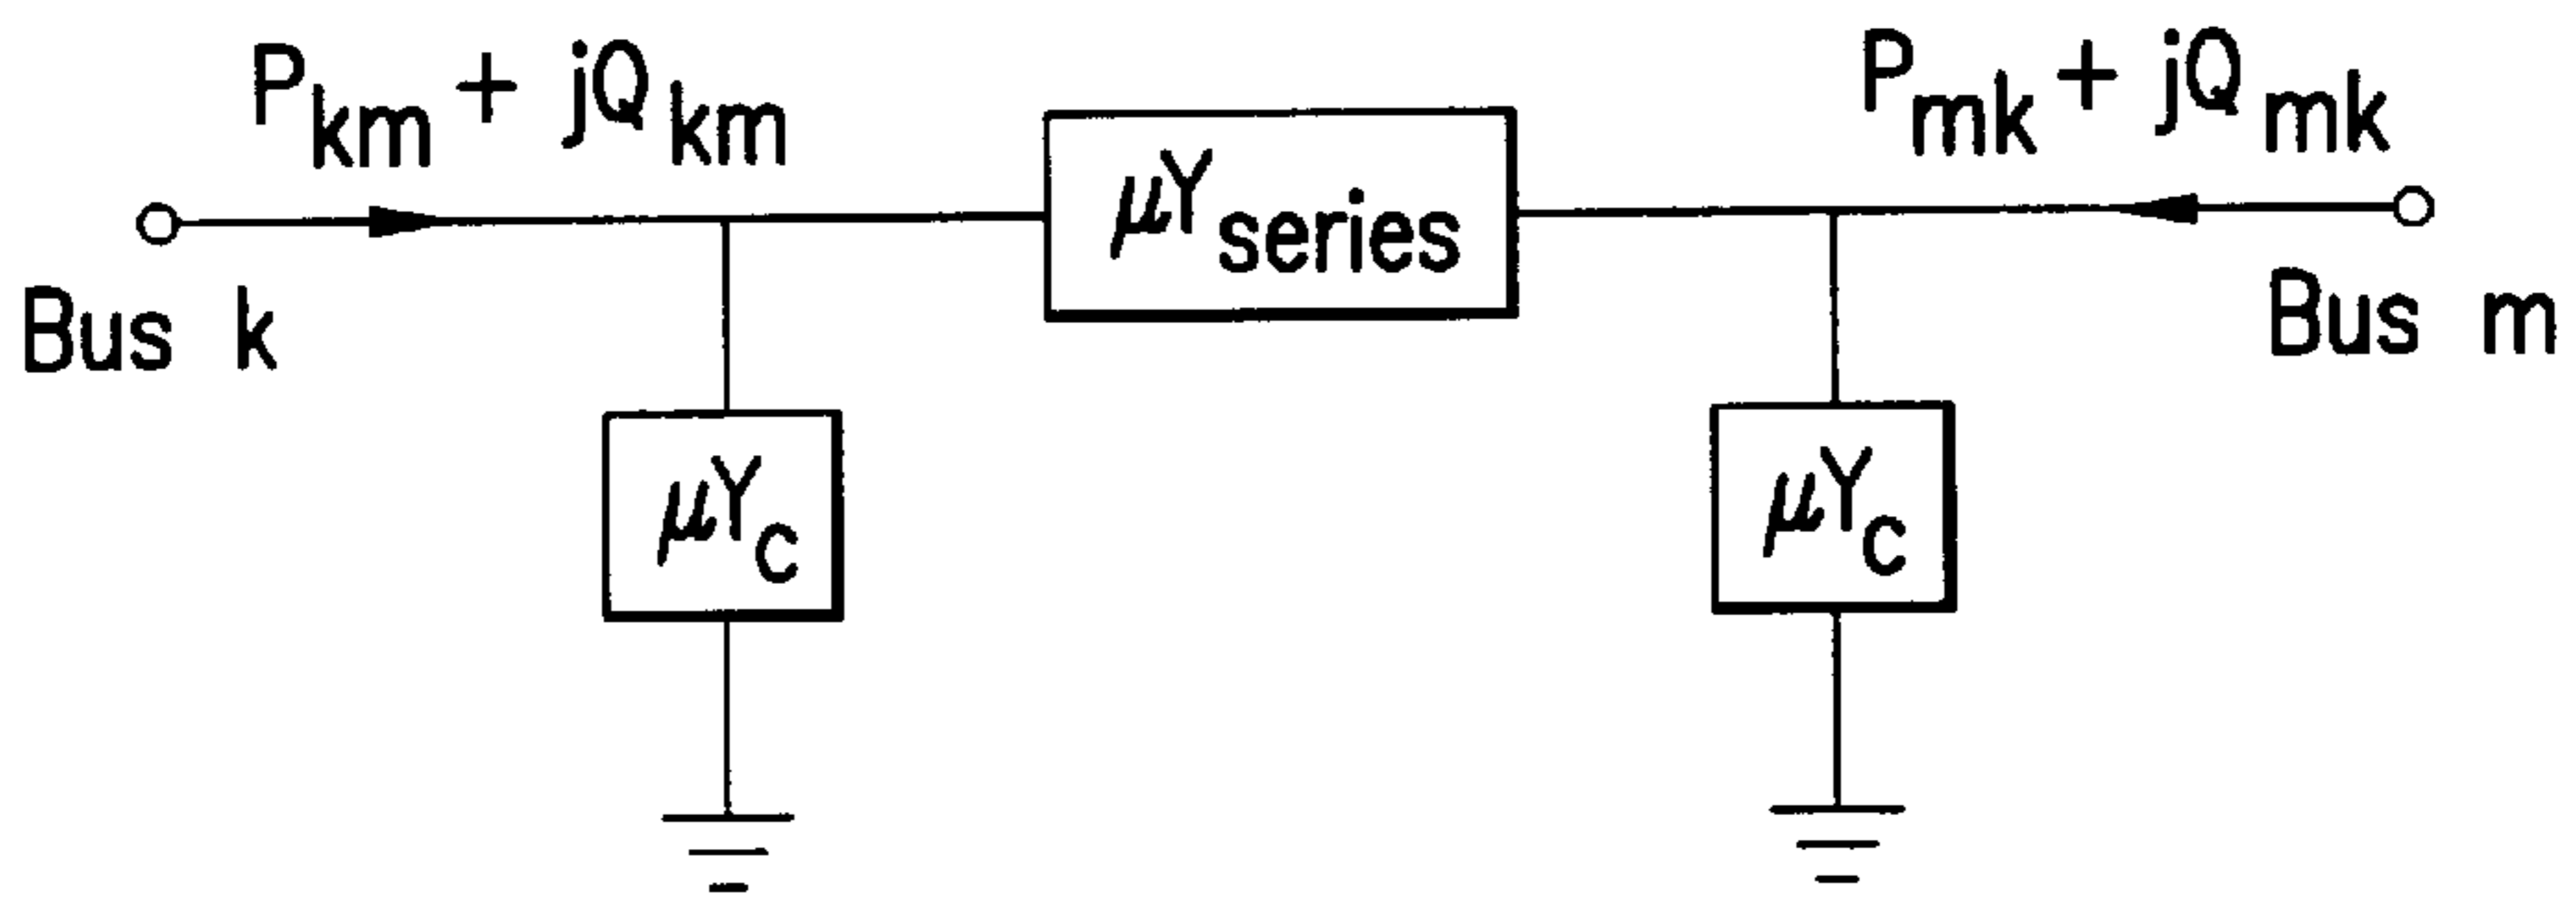 P_km + jQ_km
P_mk + jQ_mk
μY_series
Bus k
Bus m
μY_c
μY_c